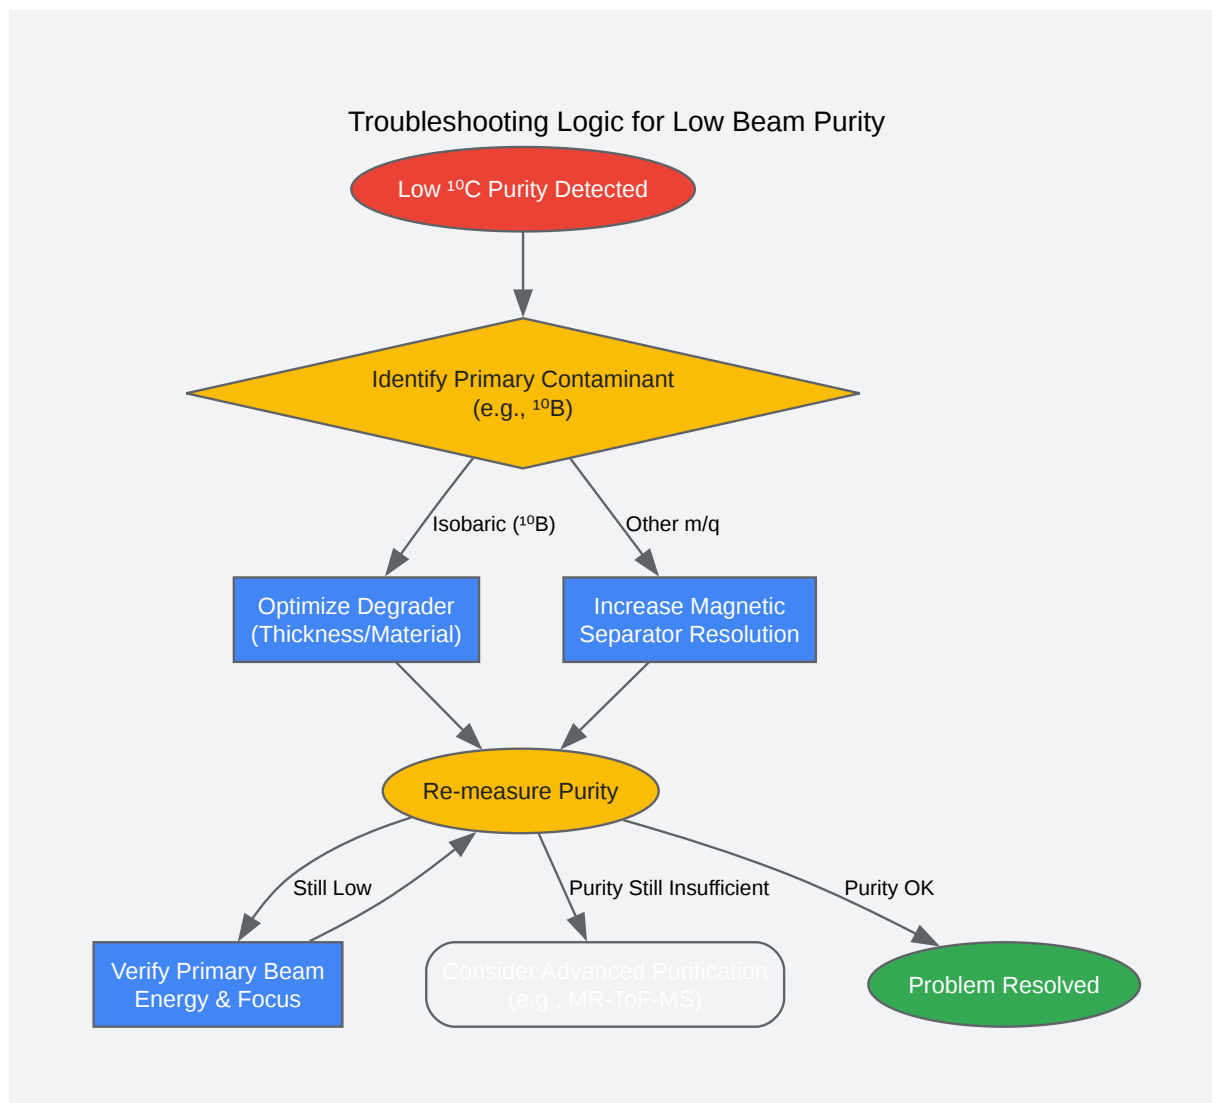 Troubleshooting Logic for Low Beam Purity
Low ¹⁰C Purity Detected
Identify Primary Contaminant
(e.g., ¹⁰B)
Isobaric (¹⁰B)
Other m/q
Optimize Degrader
(Thickness/Material)
Increase Magnetic
Separator Resolution
Re-measure Purity
Still Low
Purity Still Insufficient
Purity OK
Verify Primary Beam
Energy & Focus
Consider Advanced Purification
(e.g., MR-ToF-MS)
Problem Resolved